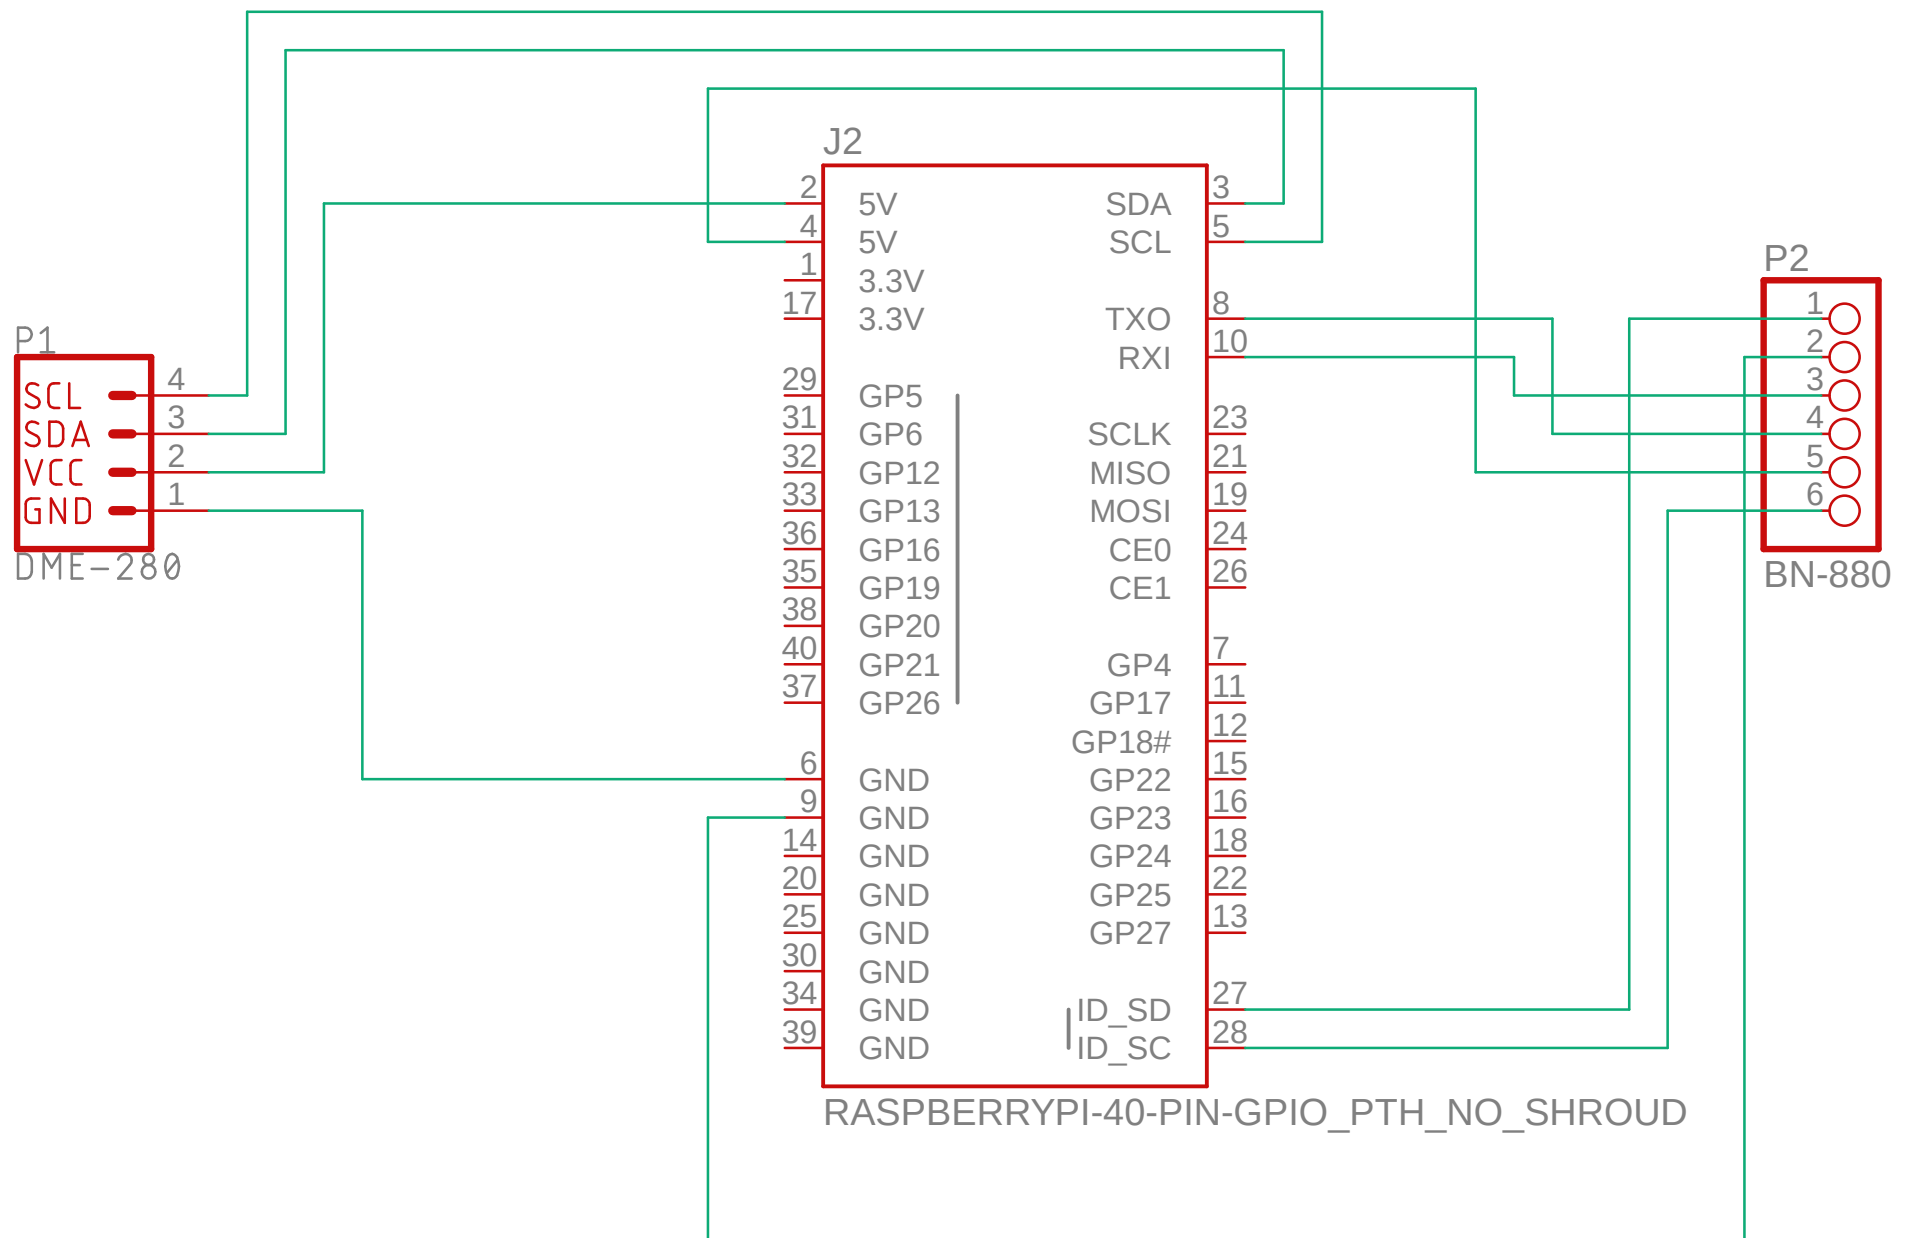 J2
2 5V SDA 3
4 5V SCL 5
1 3.3V
17 3.3V TXO 8
RXI 10
29 GP5
31 GP6 SCLK 23
32 GP12 MISO 21
33 GP13 MOSI 19
36 GP16 CE0 24
35 GP19 CE1 26
38 GP20
40 GP21 GP4 7
37 GP26 GP17 11
GP18# 12
6 GND GP22 15
9 GND GP23 16
14 GND GP24 18
20 GND GP25 22
25 GND GP27 13
30 GND
34 GND ID_SD 27
39 GND ID_SC 28
RASPBERRYPI-40-PIN-GPIO_PTH_NO_SHROUD
P1
SCL 4
SDA 3
VCC 2
GND 1
DME-280
P2
1
2
3
4
5
6
BN-880